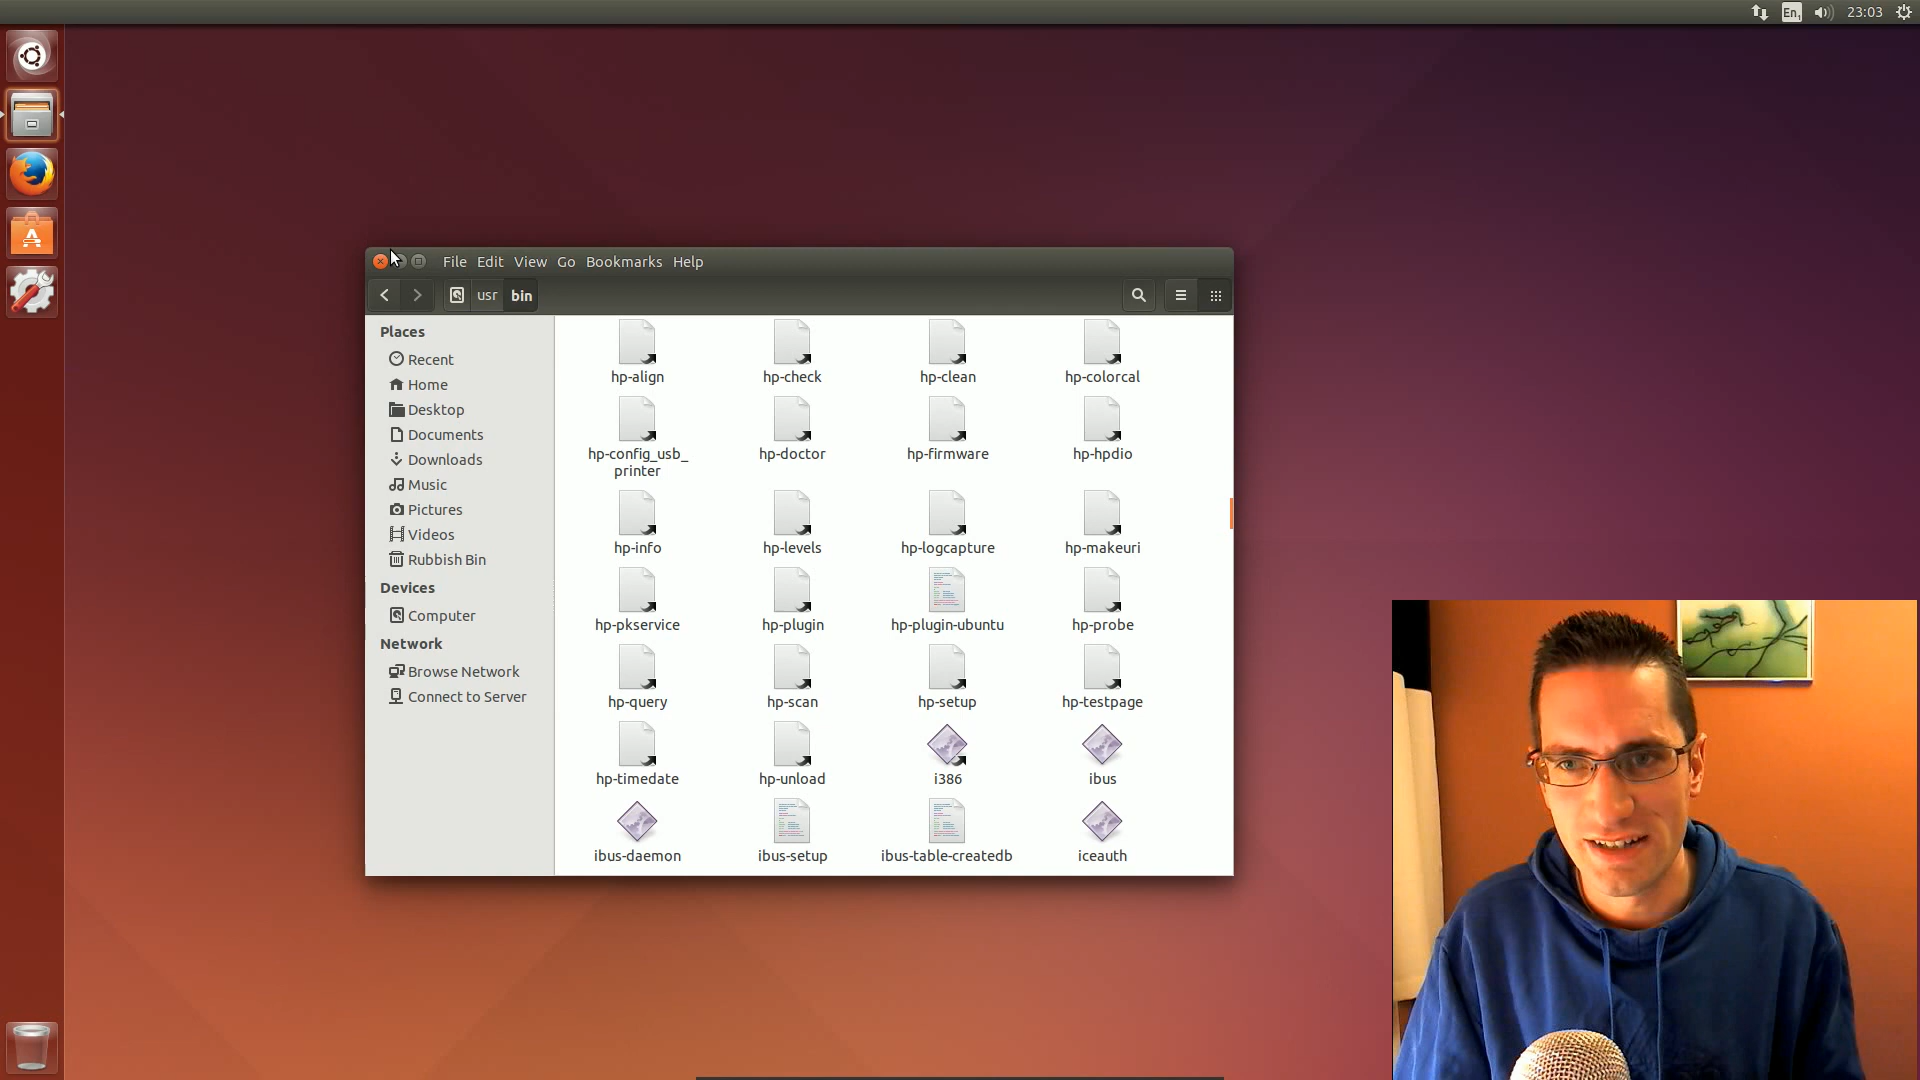 En₁
23:03
File Edit View Go Bookmarks Help
usr bin
Places
Recent
Home
Desktop
Documents
Downloads
Music
Pictures
Videos
Rubbish Bin
Devices
Computer
Network
Browse Network
Connect to Server
hp-align hp-check hp-clean hp-colorcal
hp-config_usb_
printer
hp-doctor hp-firmware hp-hpdio
hp-info hp-levels hp-logcapture hp-makeuri
hp-pkservice hp-plugin hp-plugin-ubuntu hp-probe
hp-query hp-scan hp-setup hp-testpage
hp-timedate hp-unload i386 ibus
ibus-daemon ibus-setup ibus-table-createdb iceauth